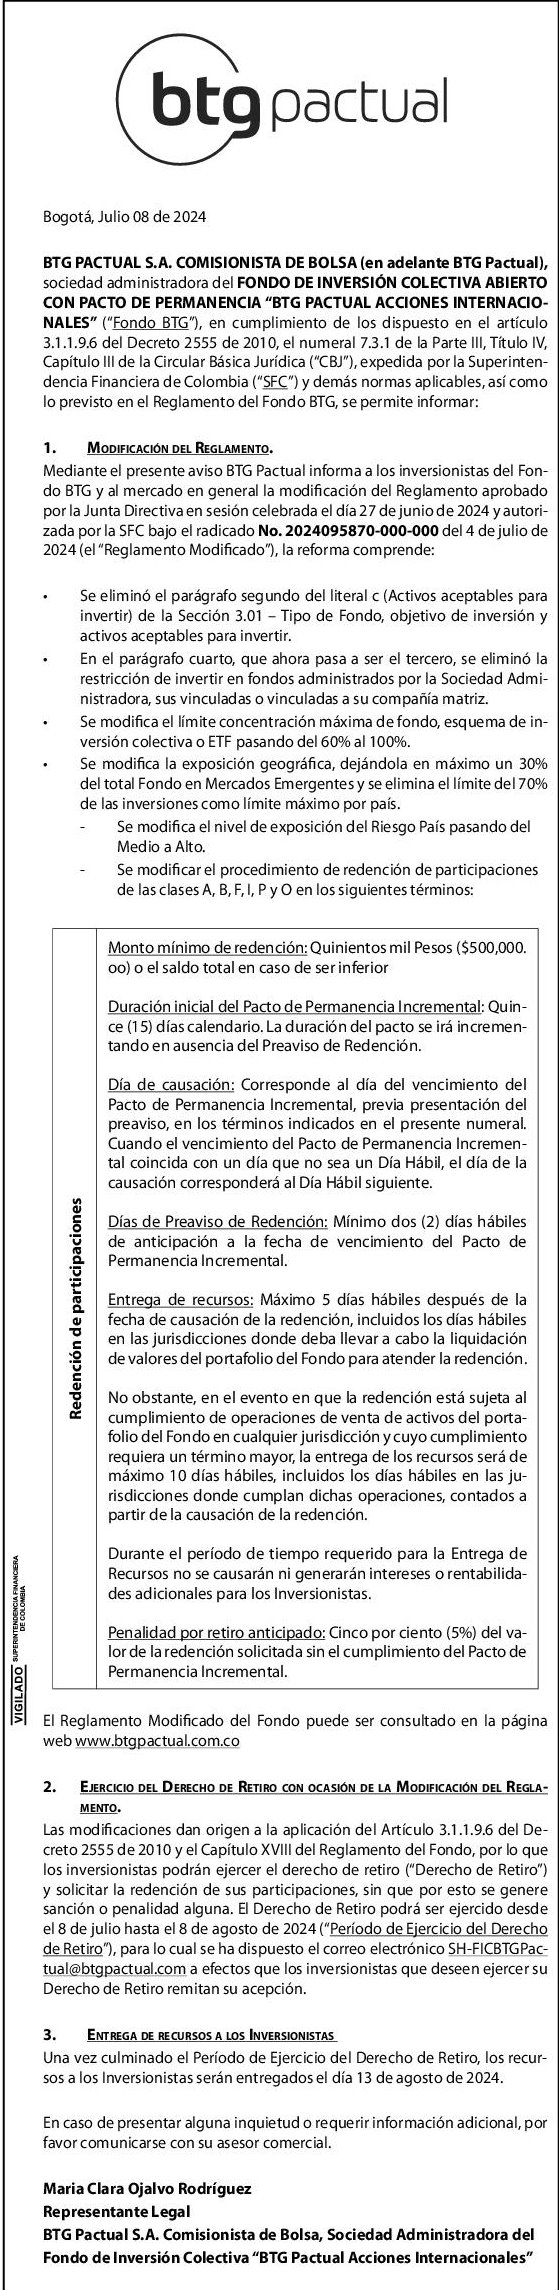 btg pactual
Bogotá, Julio 08 de 2024
BTG PACTUAL S.A. COMISIONISTA DE BOLSA (en adelante BTG Pactual),
sociedad administradora del FONDO DE INVERSIÓN COLECTIVA ABIERTO
CON PACTO DE PERMANENCIA “BTG PACTUAL ACCIONES INTERNACIO-
NALES” (“Fondo BTG”), en cumplimiento de los dispuesto en el artículo
3.1.1.9.6 del Decreto 2555 de 2010, el numeral 7.3.1 de la Parte III, Título IV,
Capítulo III de la Circular Básica Jurídica (“CBJ”), expedida por la Superinten-
dencia Financiera de Colombia (“SFC”) y demás normas aplicables, así como
lo previsto en el Reglamento del Fondo BTG, se permite informar:
1. Modificación del Reglamento.
Mediante el presente aviso BTG Pactual informa a los inversionistas del Fon-
do BTG y al mercado en general la modificación del Reglamento aprobado
por la Junta Directiva en sesión celebrada el día 27 de junio de 2024 y autori-
zada por la SFC bajo el radicado No. 2024095870-000-000 del 4 de julio de
2024 (el “Reglamento Modificado”), la reforma comprende:
• Se eliminó el parágrafo segundo del literal c (Activos aceptables para
invertir) de la Sección 3.01 – Tipo de Fondo, objetivo de inversión y
activos aceptables para invertir.
• En el parágrafo cuarto, que ahora pasa a ser el tercero, se eliminó la
restricción de invertir en fondos administrados por la Sociedad Admi-
nistradora, sus vinculadas o vinculadas a su compañía matriz.
• Se modifica el límite concentración máxima de fondo, esquema de in-
versión colectiva o ETF pasando del 60% al 100%.
• Se modifica la exposición geográfica, dejándola en máximo un 30%
del total Fondo en Mercados Emergentes y se elimina el límite del 70%
de las inversiones como límite máximo por país.
- Se modifica el nivel de exposición del Riesgo País pasando del
Medio a Alto.
- Se modificar el procedimiento de redención de participaciones
de las clases A, B, F, I, P y O en los siguientes términos:
Redención de participaciones
Monto mínimo de redención: Quinientos mil Pesos ($500,000.
oo) o el saldo total en caso de ser inferior
Duración inicial del Pacto de Permanencia Incremental: Quin-
ce (15) días calendario. La duración del pacto se irá incremen-
tando en ausencia del Preaviso de Redención.
Día de causación: Corresponde al día del vencimiento del
Pacto de Permanencia Incremental, previa presentación del
preaviso, en los términos indicados en el presente numeral.
Cuando el vencimiento del Pacto de Permanencia Incremen-
tal coincida con un día que no sea un Día Hábil, el día de la
causación corresponderá al Día Hábil siguiente.
Días de Preaviso de Redención: Mínimo dos (2) días hábiles
de anticipación a la fecha de vencimiento del Pacto de
Permanencia Incremental.
Entrega de recursos: Máximo 5 días hábiles después de la
fecha de causación de la redención, incluidos los días hábiles
en las jurisdicciones donde deba llevar a cabo la liquidación
de valores del portafolio del Fondo para atender la redención.
No obstante, en el evento en que la redención está sujeta al
cumplimiento de operaciones de venta de activos del porta-
folio del Fondo en cualquier jurisdicción y cuyo cumplimiento
requiera un término mayor, la entrega de los recursos será de
máximo 10 días hábiles, incluidos los días hábiles en las ju-
risdicciones donde cumplan dichas operaciones, contados a
partir de la causación de la redención.
Durante el período de tiempo requerido para la Entrega de
Recursos no se causarán ni generarán intereses o rentabilida-
des adicionales para los Inversionistas.
Penalidad por retiro anticipado: Cinco por ciento (5%) del va-
lor de la redención solicitada sin el cumplimiento del Pacto de
Permanencia Incremental.
VIGILADO SUPERINTENDENCIA FINANCIERA
DE COLOMBIA
El Reglamento Modificado del Fondo puede ser consultado en la página
web www.btgpactual.com.co
2. Ejercicio del Derecho de Retiro con ocasión de la Modificación del Regla-
mento.
Las modificaciones dan origen a la aplicación del Artículo 3.1.1.9.6 del De-
creto 2555 de 2010 y el Capítulo XVIII del Reglamento del Fondo, por lo que
los inversionistas podrán ejercer el derecho de retiro (“Derecho de Retiro”)
y solicitar la redención de sus participaciones, sin que por esto se genere
sanción o penalidad alguna. El Derecho de Retiro podrá ser ejercido desde
el 8 de julio hasta el 8 de agosto de 2024 (“Período de Ejercicio del Derecho
de Retiro”), para lo cual se ha dispuesto el correo electrónico SH-FICBTGPac-
tual@btgpactual.com a efectos que los inversionistas que deseen ejercer su
Derecho de Retiro remitan su acepción.
3. Entrega de recursos a los Inversionistas
Una vez culminado el Período de Ejercicio del Derecho de Retiro, los recur-
sos a los Inversionistas serán entregados el día 13 de agosto de 2024.
En caso de presentar alguna inquietud o requerir información adicional, por
favor comunicarse con su asesor comercial.
Maria Clara Ojalvo Rodríguez
Representante Legal
BTG Pactual S.A. Comisionista de Bolsa, Sociedad Administradora del
Fondo de Inversión Colectiva “BTG Pactual Acciones Internacionales”